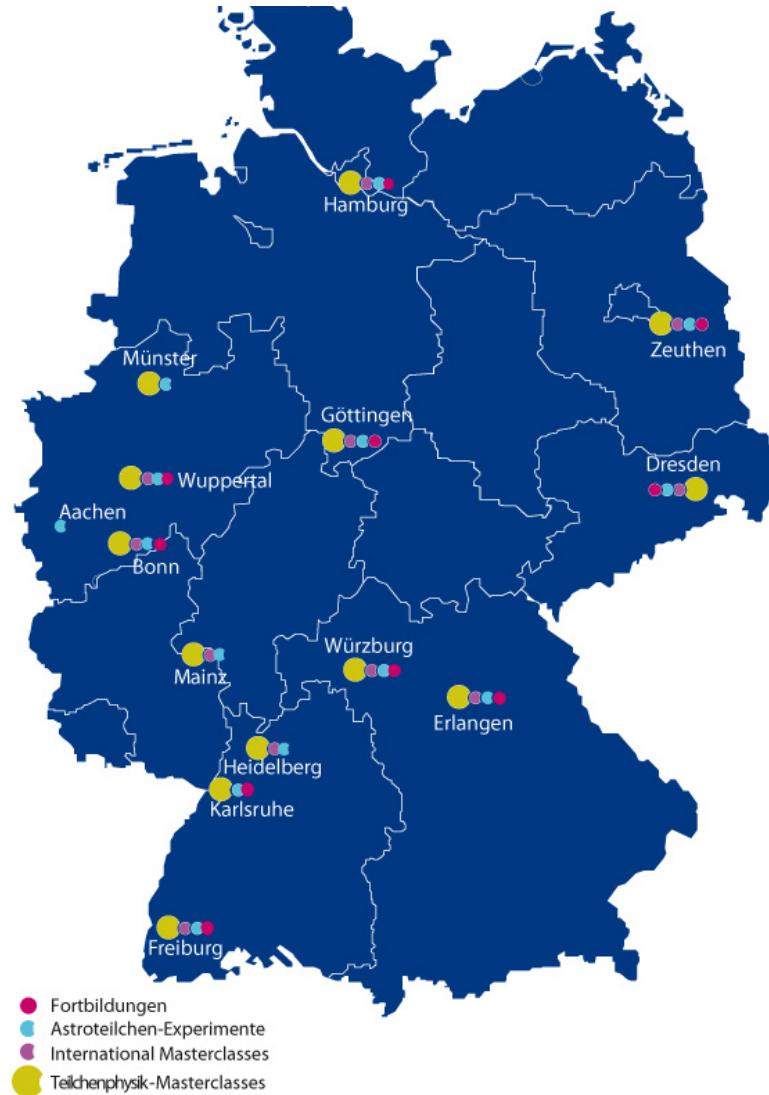 Hamburg
Zeuthen
Münster
Göttingen
Dresden
Wuppertal
Aachen
Bonn
Würzburg
Mainz
Erlangen
Heidelberg
Karlsruhe
Freiburg
Fortbildungen
Astroteilchen-Experimente
International Masterclasses
Teilchenphysik-Masterclasses